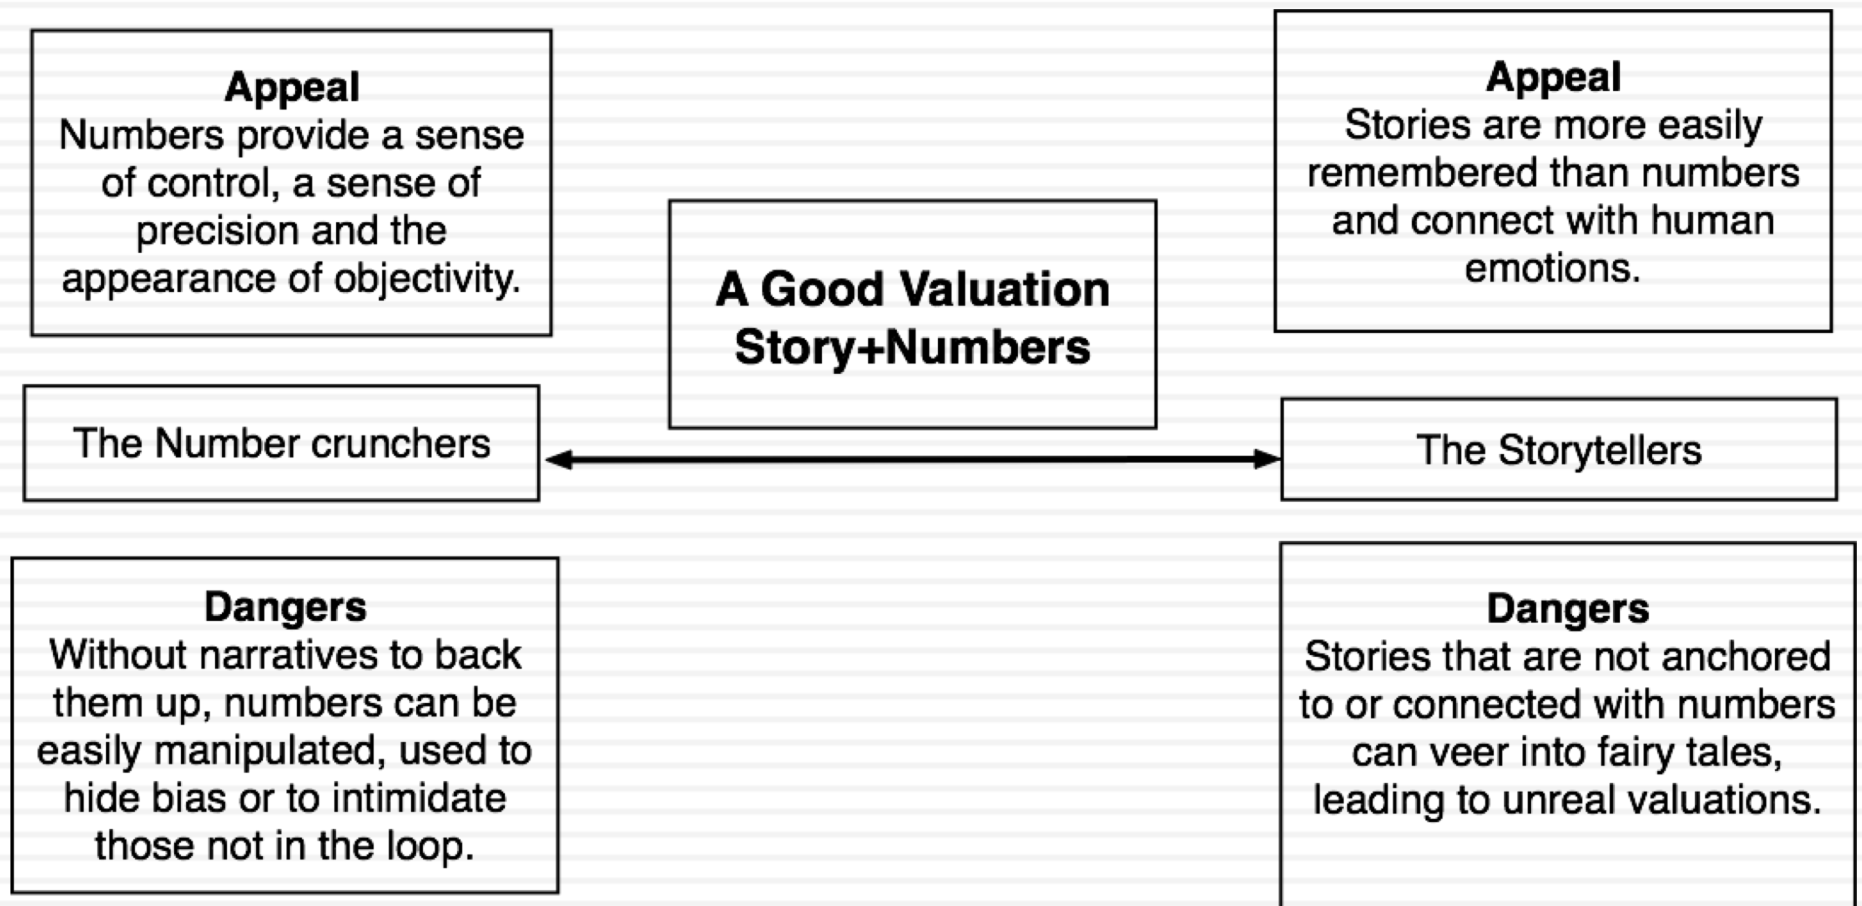 Appeal
Numbers provide a sense
of control, a sense of
precision and the
appearance of objectivity.
The Number crunchers
Dangers
Without narratives to back
them up, numbers can be
easily manipulated, used to
hide bias or to intimidate
those not in the loop.
A Good Valuation
Story+Numbers
Appeal
Stories are more easily
remembered than numbers
and connect with human
emotions.
The Storytellers
Dangers
Stories that are not anchored
to or connected with numbers
can veer into fairy tales,
leading to unreal valuations.